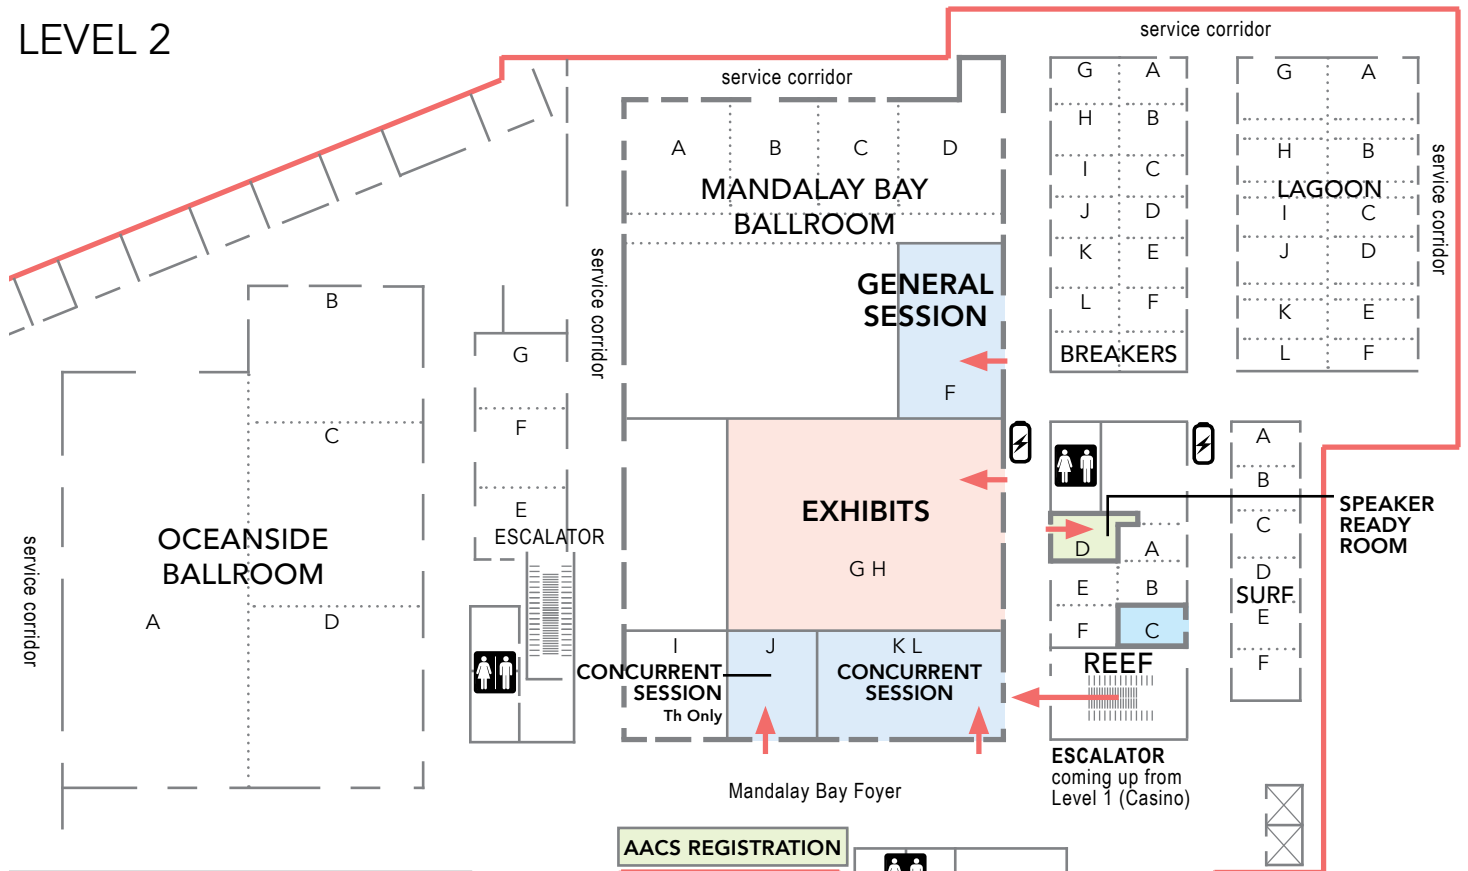 LEVEL 2
service corridor
service corridor
service corridor
service corridor
service corridor
A
B
C
D
MANDALAY BAY
BALLROOM
GENERAL
SESSION
F
EXHIBITS
G H
I
J
K L
CONCURRENT
SESSION
Th Only
CONCURRENT
SESSION
Mandalay Bay Foyer
AACS REGISTRATION
B
C
OCEANSIDE
BALLROOM
A
D
G
F
E
ESCALATOR
G
A
H
B
I
C
J
D
K
E
L
F
BREAKERS
G
A
H
B
LAGOON
I
C
J
D
K
E
L
F
D
A
E
B
F
C
REEF
ESCALATOR
coming up from
Level 1 (Casino)
A
B
C
D
SURF
E
F
SPEAKER
READY
ROOM